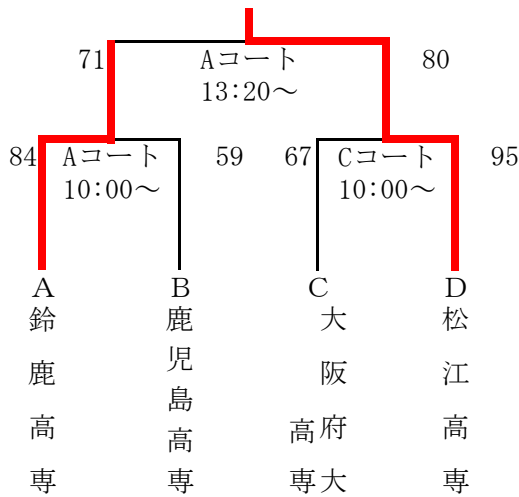 71
Aコート
13:20～
80
84
Aコート
10:00～
59
67
Cコート
10:00～
95
A
B
C
D
鈴鹿高専
鹿児島高専
大阪府大
高専
松江高専